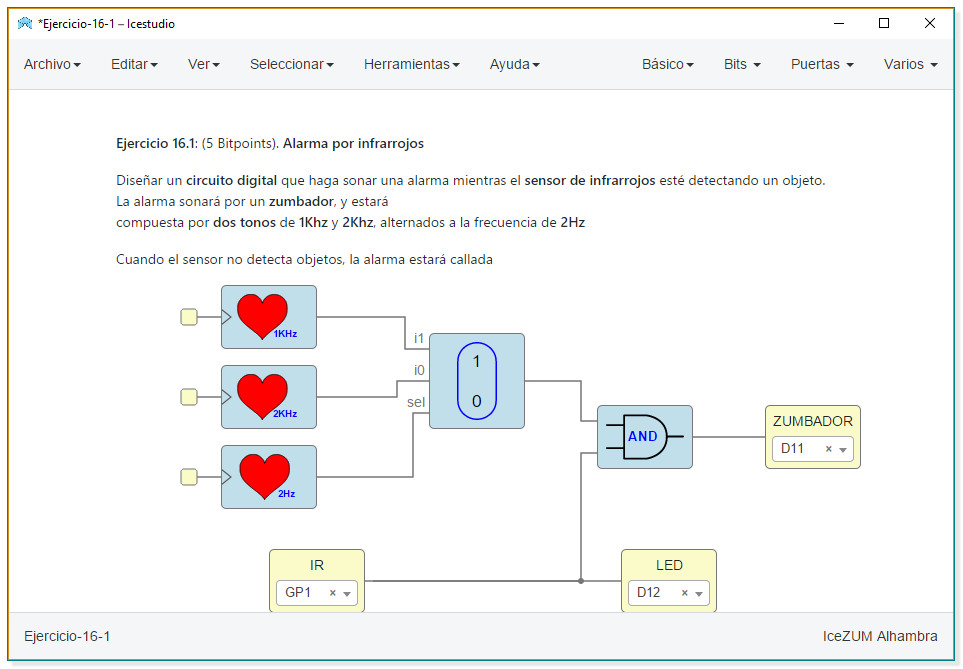 *Ejercicio-16-1 – Icestudio
Archivo Editar Ver Seleccionar Herramientas Ayuda Básico Bits Puertas Varios
Ejercicio 16.1: (5 Bitpoints). Alarma por infrarrojos
Diseñar un circuito digital que haga sonar una alarma mientras el sensor de infrarrojos esté detectando un objeto.
La alarma sonará por un zumbador, y estará
compuesta por dos tonos de 1Khz y 2Khz, alternados a la frecuencia de 2Hz
Cuando el sensor no detecta objetos, la alarma estará callada
1KHz
i1
1
i0
2KHz
sel
0
ZUMBADOR
AND
D11 ×
2Hz
IR
LED
GP1 ×
D12 ×
Ejercicio-16-1
IceZUM Alhambra